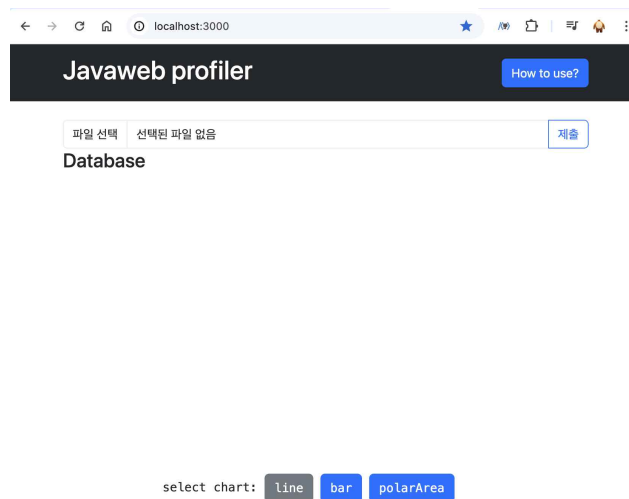 localhost:3000
Javaweb profiler How to use?
파일 선택 선택된 파일 없음 제출
Database
select chart: line bar polarArea